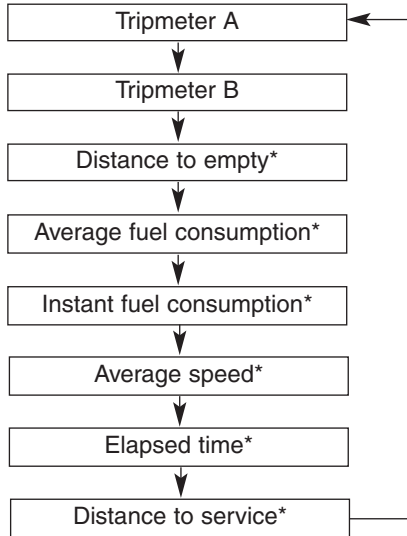 Tripmeter A
Tripmeter B
Distance to empty*
Average fuel consumption*
Instant fuel consumption*
Average speed*
Elapsed time*
Distance to service*